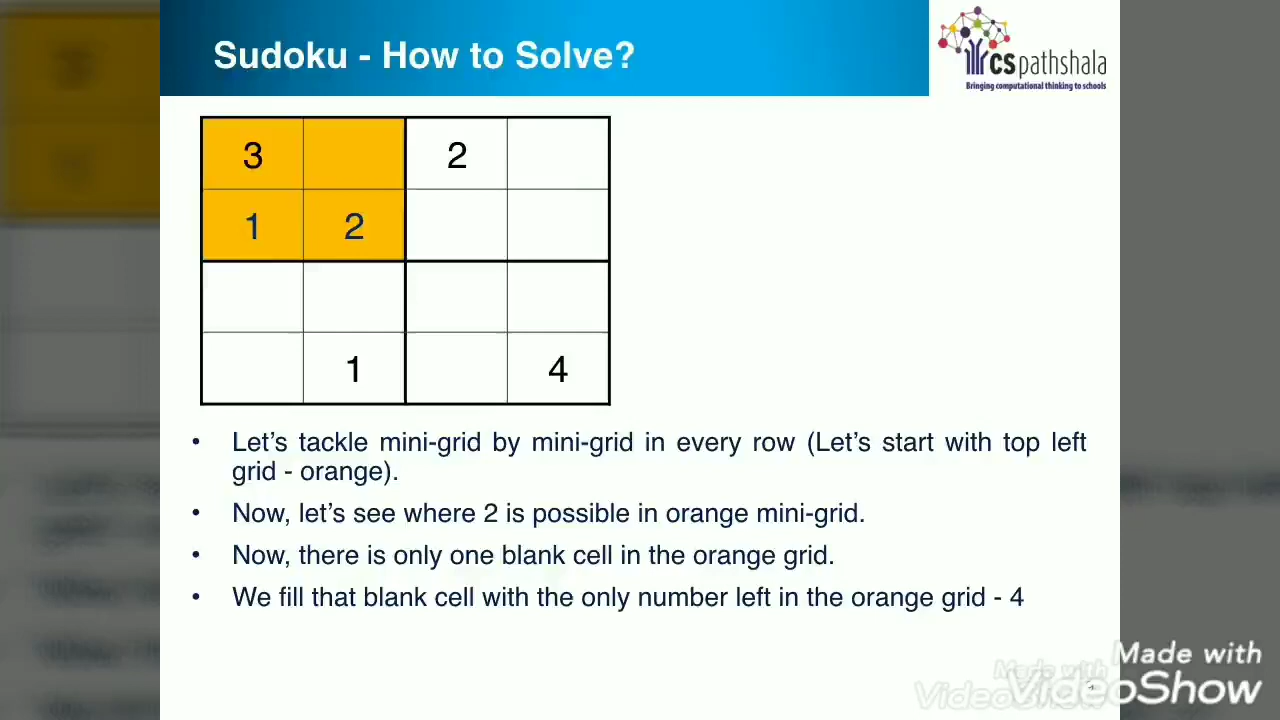 Sudoku - How to Solve?
CSpathshala
Bringing computational thinking to schools
3 2
1 2
1 4
• Let's tackle mini-grid by mini-grid in every row (Let's start with top left
grid - orange).
• Now, let's see where 2 is possible in orange mini-grid.
• Now, there is only one blank cell in the orange grid.
• We fill that blank cell with the only number left in the orange grid - 4
Made with
VideoShow